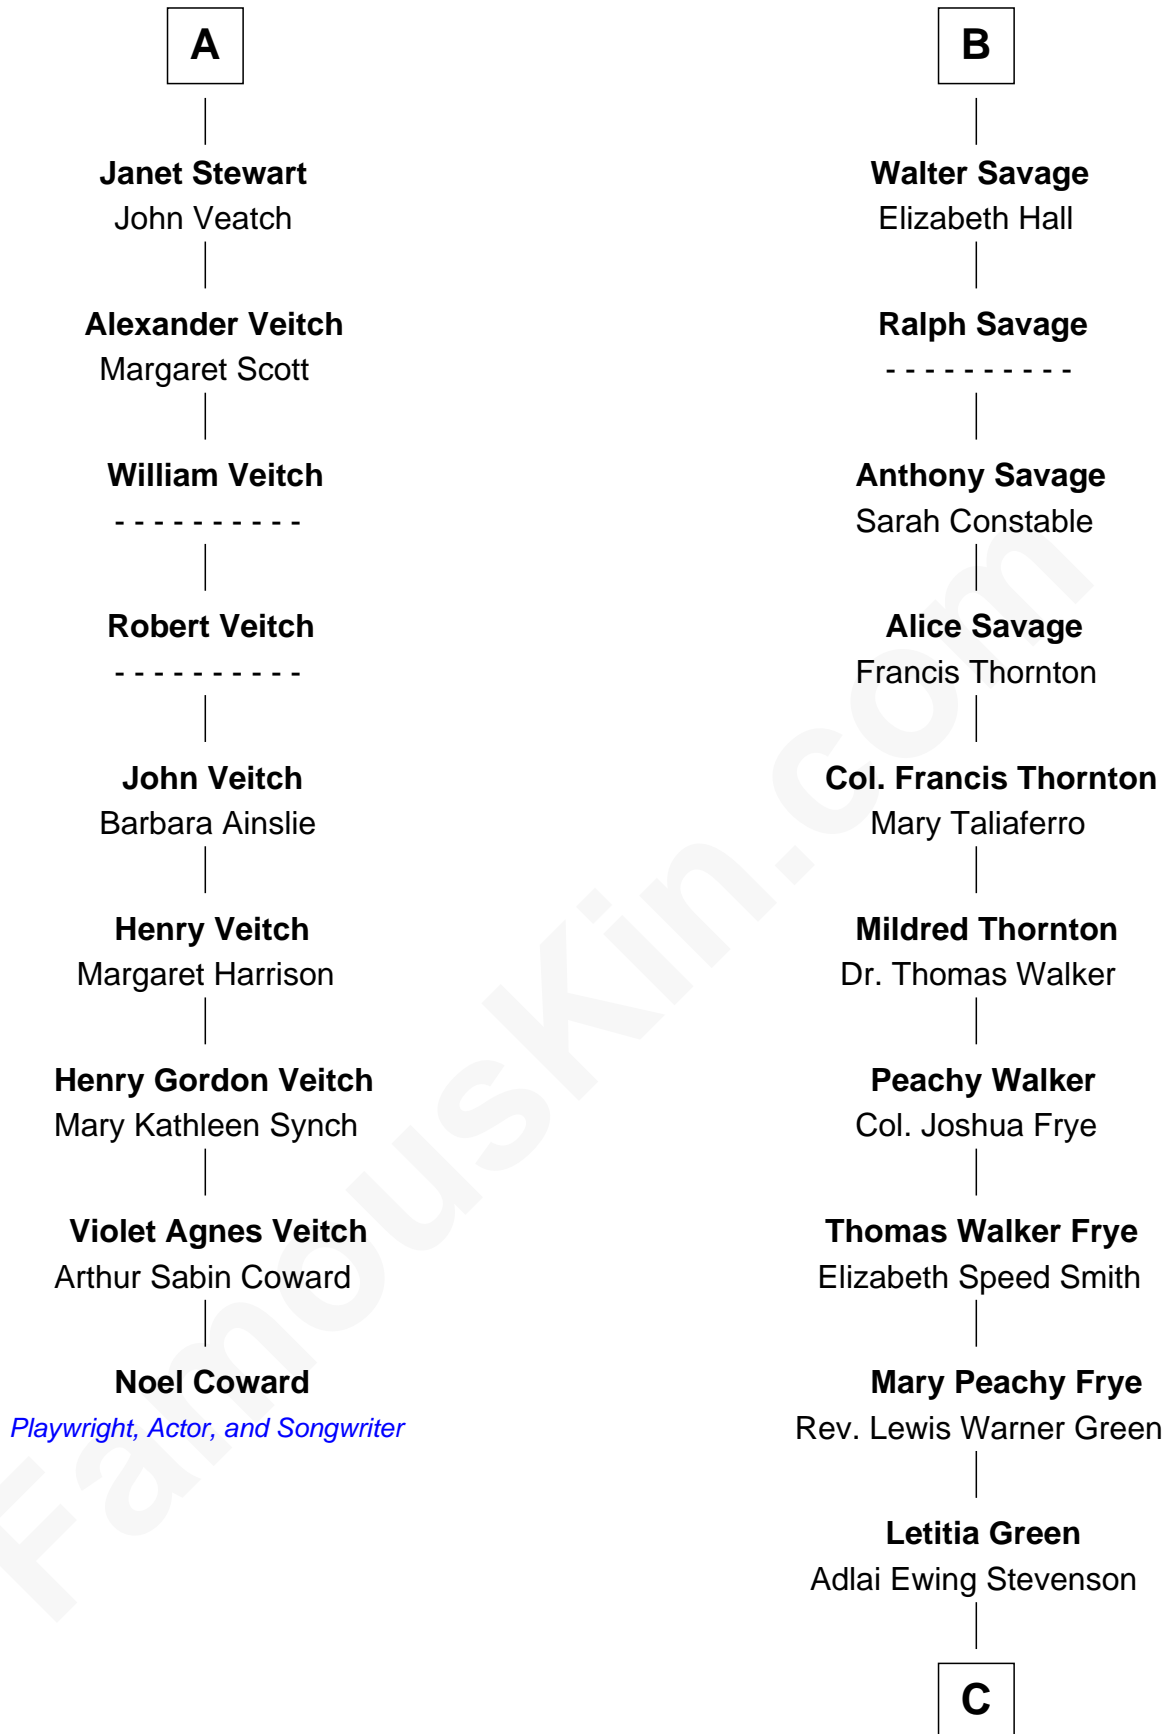 A
Janet Stewart
John Veatch
Alexander Veitch
Margaret Scott
William Veitch
- - - - - - - - - -
Robert Veitch
- - - - - - - - - -
John Veitch
Barbara Ainslie
Henry Veitch
Margaret Harrison
Henry Gordon Veitch
Mary Kathleen Synch
Violet Agnes Veitch
Arthur Sabin Coward
Noel Coward
Playwright, Actor, and Songwriter
B
Walter Savage
Elizabeth Hall
Ralph Savage
- - - - - - - - - -
Anthony Savage
Sarah Constable
Alice Savage
Francis Thornton
Col. Francis Thornton
Mary Taliaferro
Mildred Thornton
Dr. Thomas Walker
Peachy Walker
Col. Joshua Frye
Thomas Walker Frye
Elizabeth Speed Smith
Mary Peachy Frye
Rev. Lewis Warner Green
Letitia Green
Adlai Ewing Stevenson
C
FamousKin.com